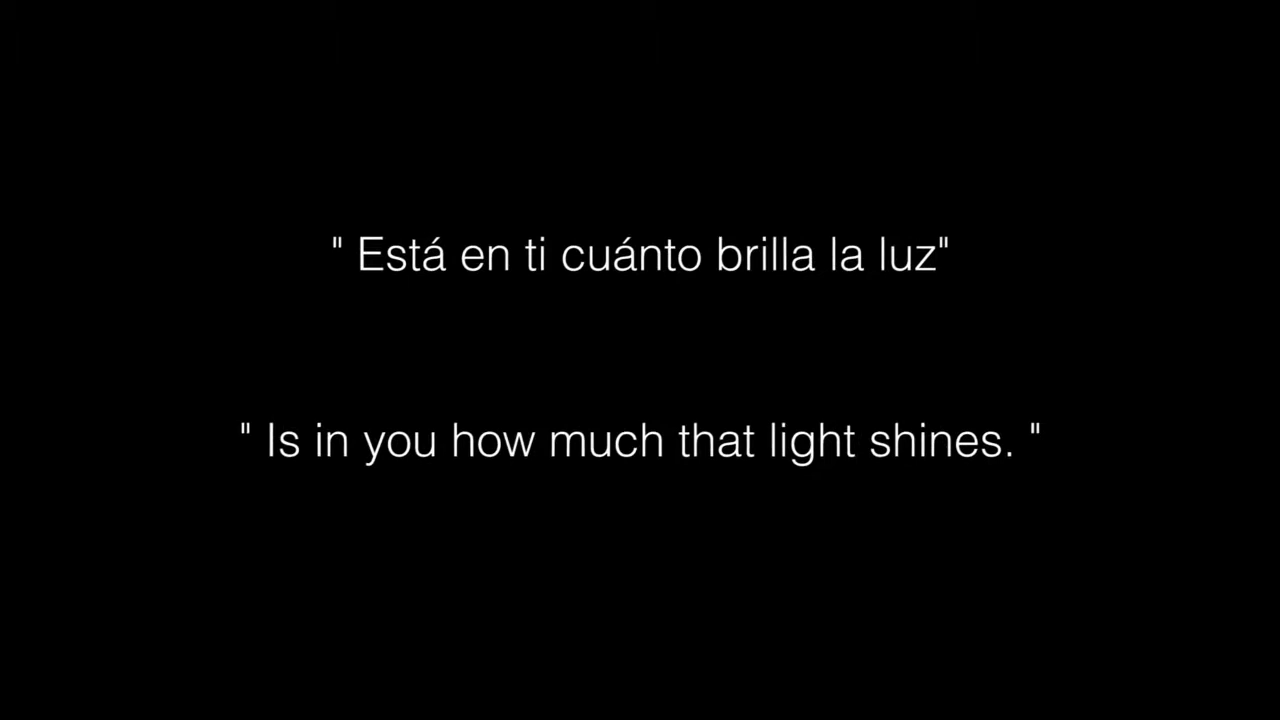 " Está en ti cuánto brilla la luz"
" Is in you how much that light shines. "